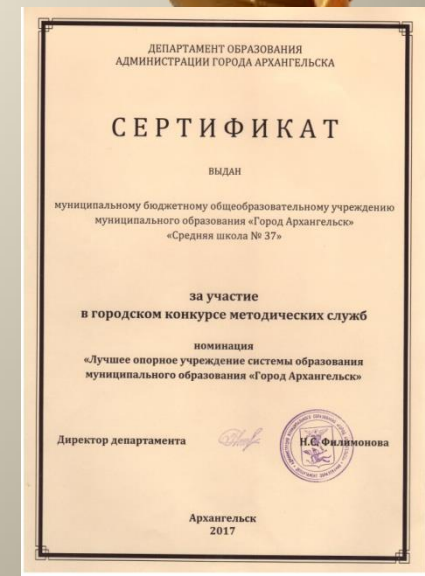 ДЕПАРТАМЕНТ ОБРАЗОВАНИЯ
АДМИНИСТРАЦИИ ГОРОДА АРХАНГЕЛЬСКА
СЕРТИФИКАТ
ВЫДАН
муниципальному бюджетному общеобразовательному учреждению
муниципального образования «Город Архангельск»
«Средняя школа № 37»
за участие
в городском конкурсе методических служб
номинация
«Лучшее опорное учреждение системы образования
муниципального образования «Город Архангельск»
Директор департамента Н.С. Филимонова
Архангельск
2017